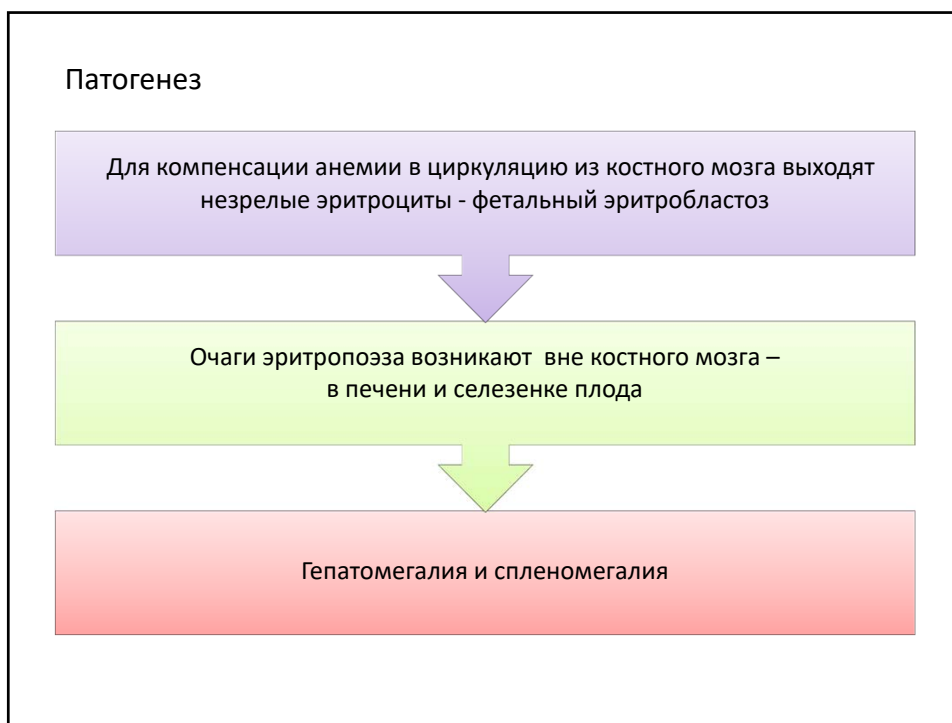 Патогенез
Для компенсации анемии в циркуляцию из костного мозга выходят
незрелые эритроциты - фетальный эритробластоз
Очаги эритропоэза возникают вне костного мозга –
в печени и селезенке плода
Гепатомегалия и спленомегалия